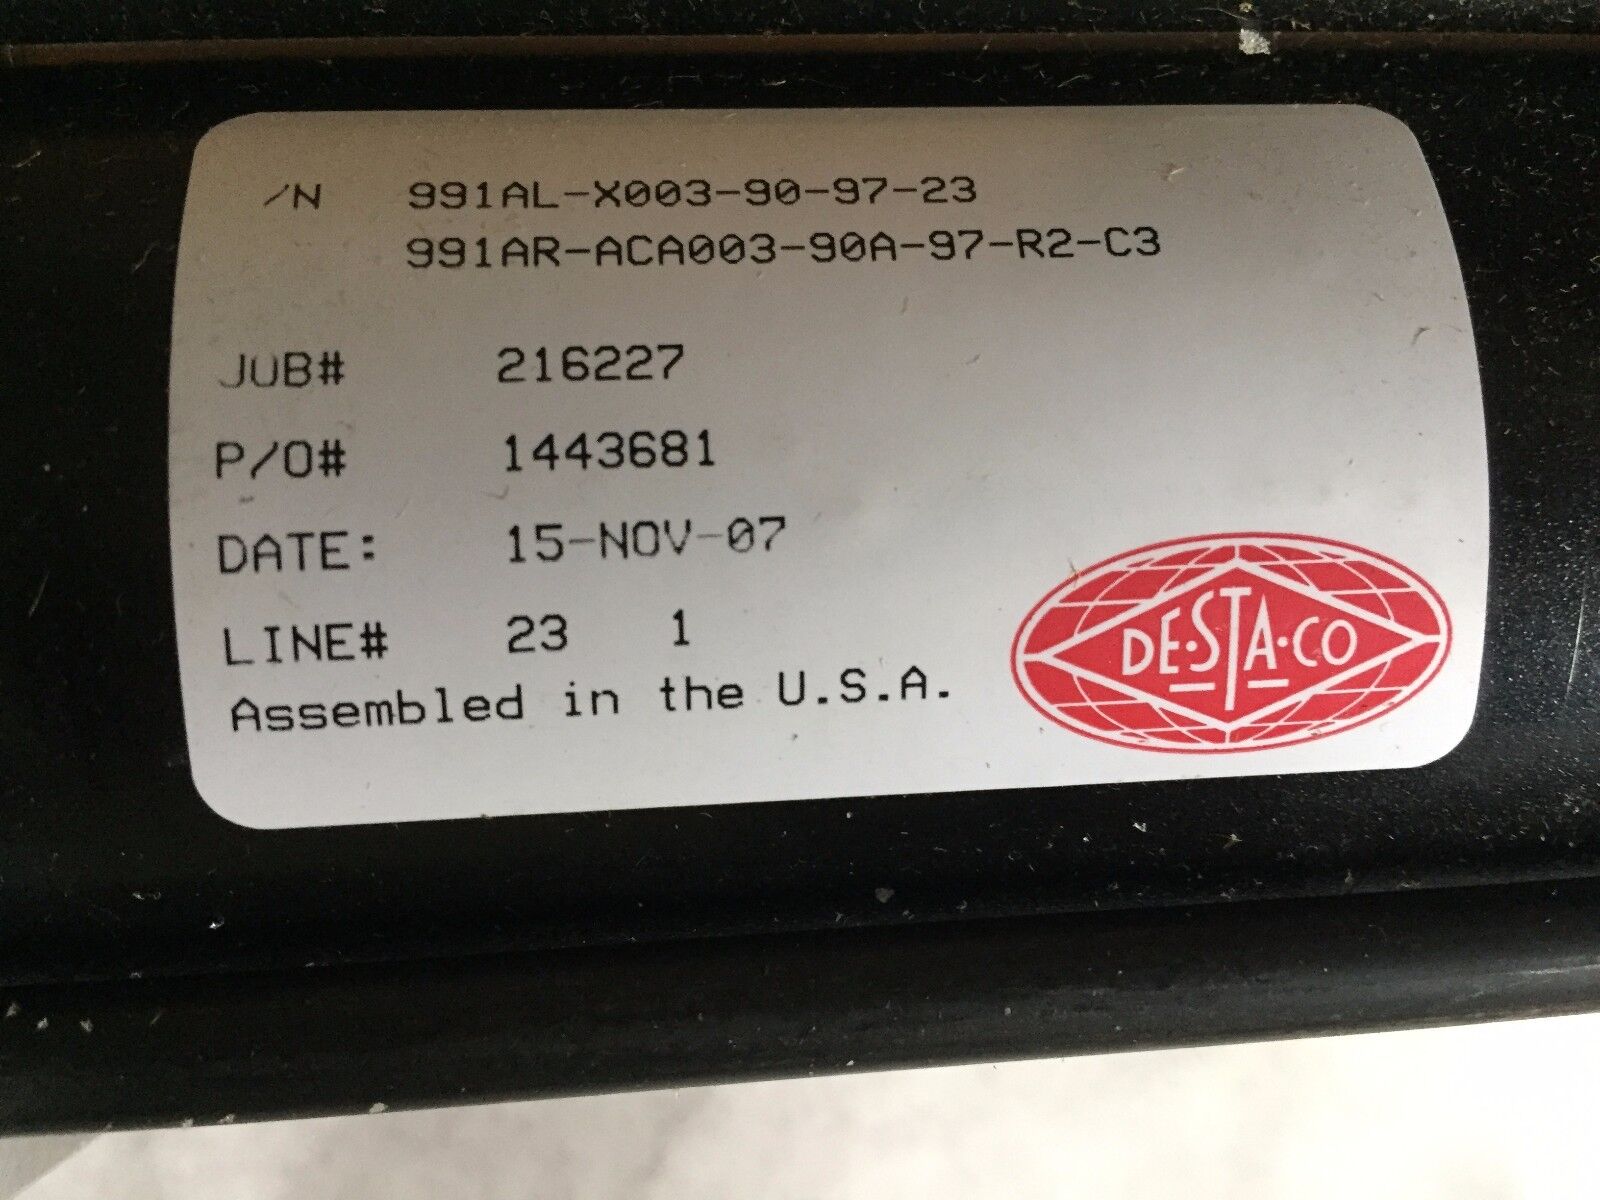 /N 991AL-X003-90-97-23
991AR-ACA003-90A-97-R2-C3
JOB# 216227
P/O# 1443681
DATE: 15-NOV-07
LINE# 23 1
Assembled in the U.S.A.
DE·STA·CO